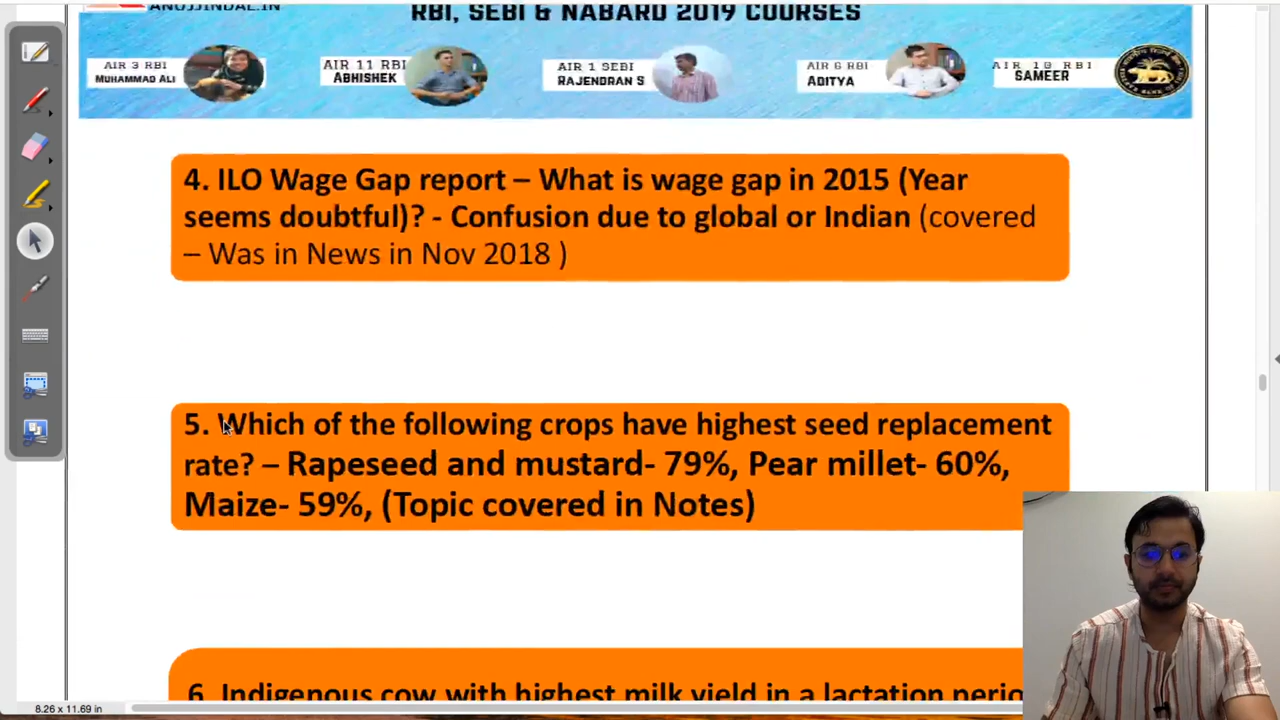 ANUJJINDAL.IN
RBI, SEBI & NABARD 2019 COURSES
AIR 3 RBI
MUHAMMAD ALI
AIR 11 RBI
ABHISHEK
AIR 1 SEBI
RAJENDRAN S
AIR 6 RBI
ADITYA
AIR 10 RBI
SAMEER
4. ILO Wage Gap report – What is wage gap in 2015 (Year
seems doubtful)? - Confusion due to global or Indian (covered
– Was in News in Nov 2018 )
5. Which of the following crops have highest seed replacement
rate? – Rapeseed and mustard- 79%, Pear millet- 60%,
Maize- 59%, (Topic covered in Notes)
6. Indigenous cow with highest milk yield in a lactation
8.26 x 11.69 in